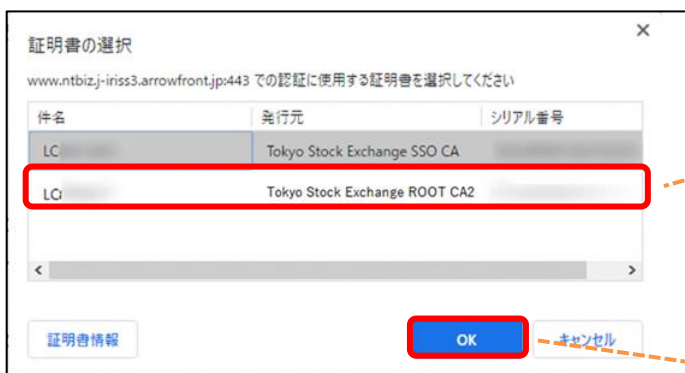 証明書の選択
www.ntbiz.j-iriss3.arrowfront.jp:443 での認証に使用する証明書を選択してください
件名 発行元 シリアル番号
LC Tokyo Stock Exchange SSO CA
LC Tokyo Stock Exchange ROOT CA2
証明書情報 OK キャンセル